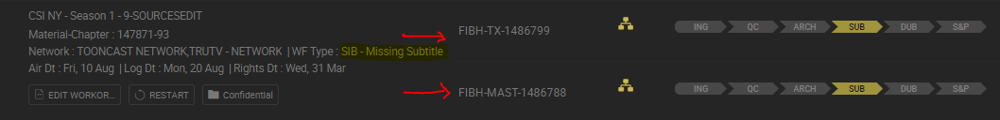 CSI NY - Season 1 - 9-SOURCESEDIT
Material-Chapter : 147871-93
Network : TOONCAST NETWORK,TRUTV - NETWORK | WF Type : SIB - Missing Subtitle
Air Dt : Fri, 10 Aug | Log Dt : Mon, 20 Aug | Rights Dt : Wed, 31 Mar
EDIT WORKOR... RESTART Confidential
FIBH-TX-1486799
ING QC ARCH SUB DUB S&P
FIBH-MAST-1486788
ING QC ARCH SUB DUB S&P